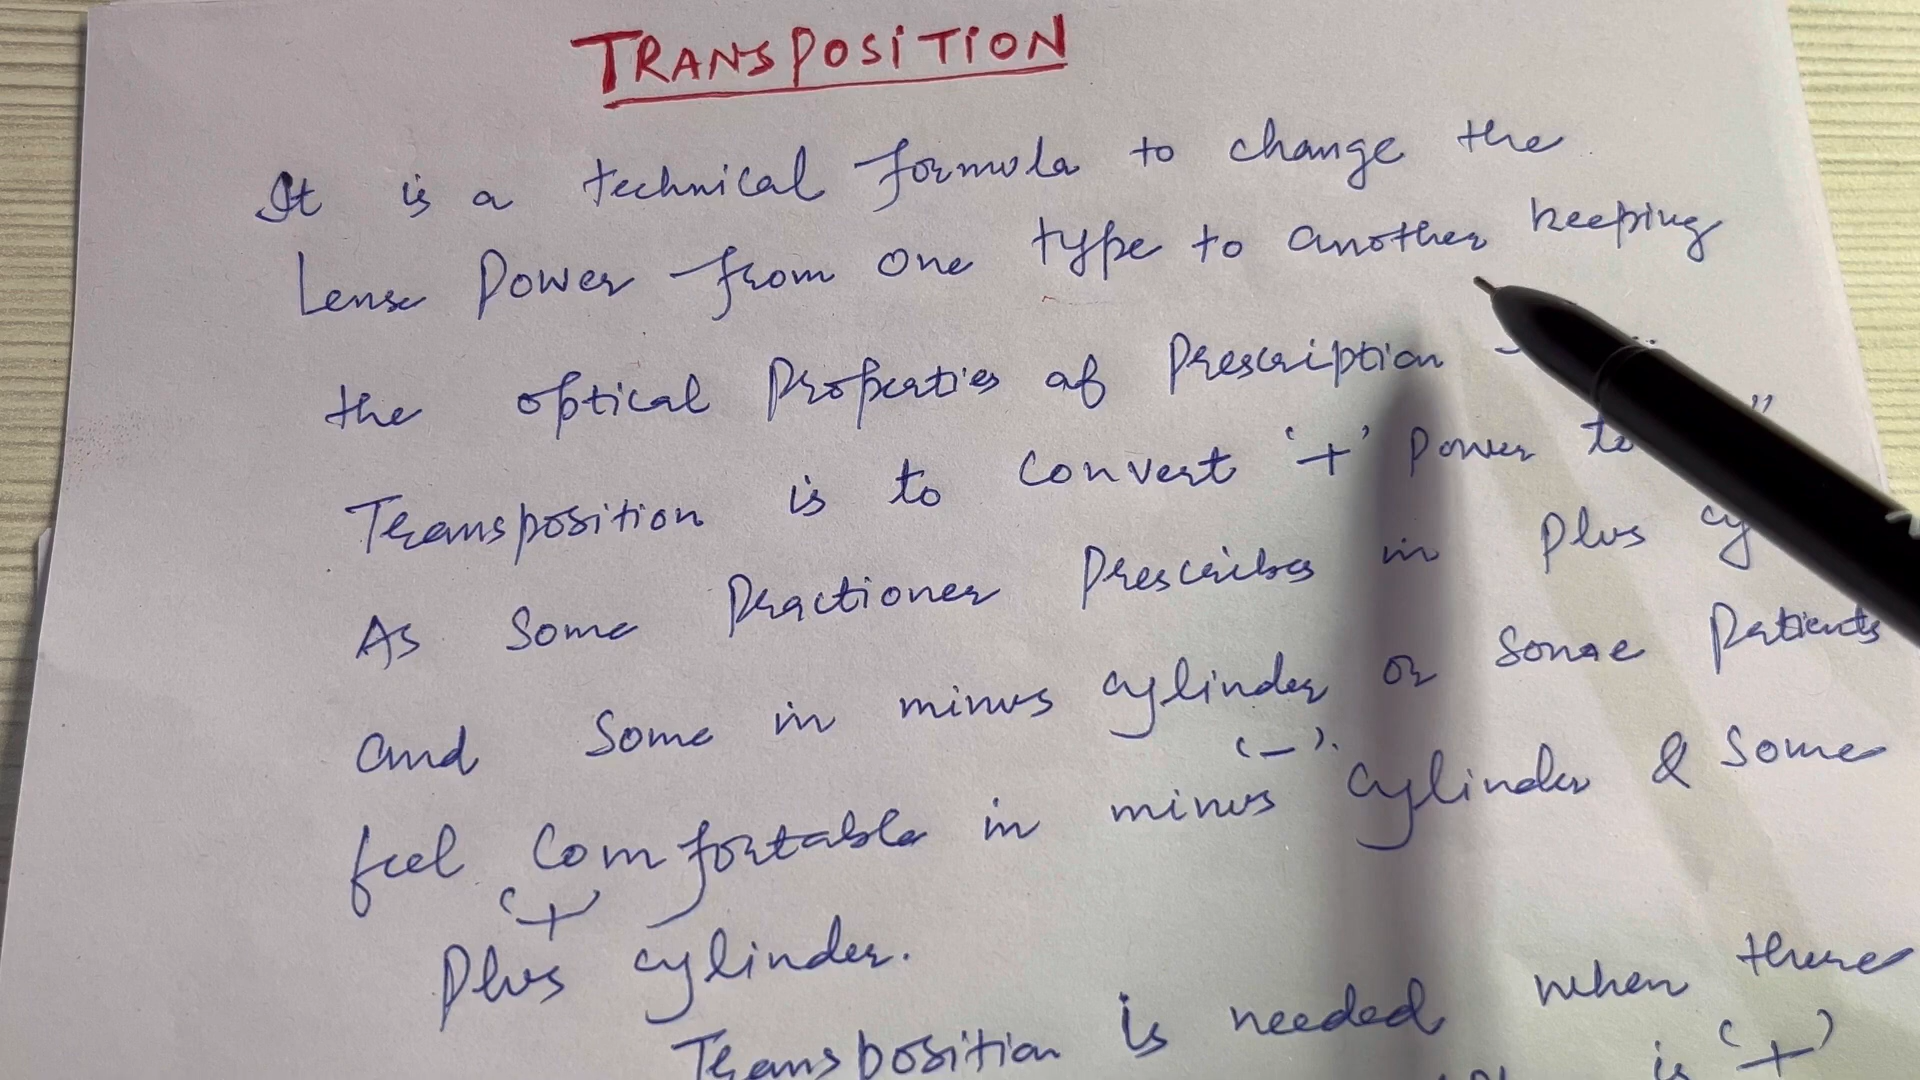 TRANSPOSITION
It is a technical formula to change the
Lense Power from one type to another keeping
the optical Properties of Prescription
Transposition is to convert '+' power to
As Some Practioner Prescribes in Plus cy
and Some in minus cylinder or some Patients
(-).
feel Comfortable in minus cylinder & Some
(+)
Plus cylinder.
Transposition is needed when there
is (+)